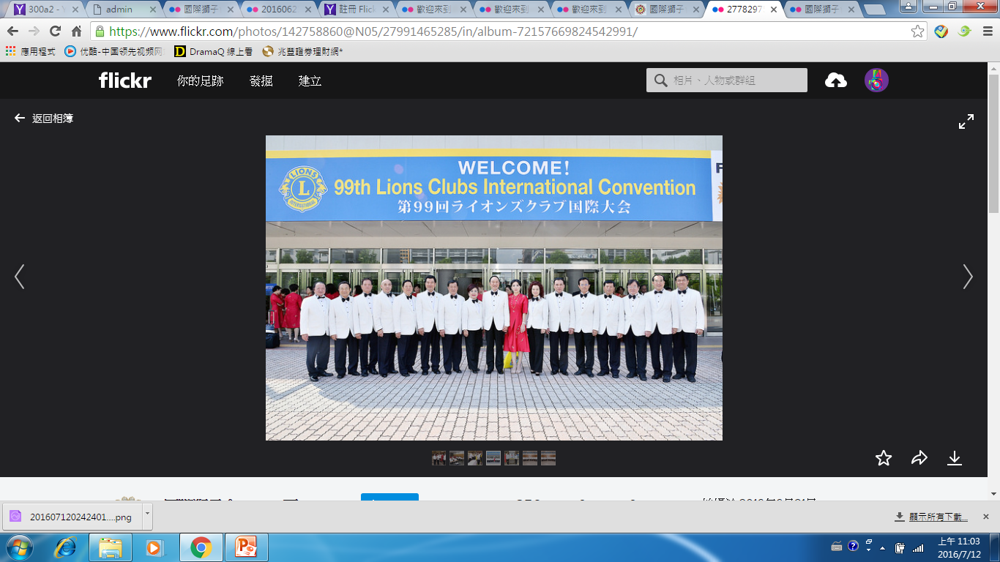 300a2 - Y
admin
國際獅子
2016062
註冊 Flick
歡迎來到
歡迎來到
歡迎來到
國際獅子
2778297
國際獅子
https://www.flickr.com/photos/142758860@N05/27991465285/in/album-72157669824542991/
應用程式
优酷-中国领先视频网
DramaQ 線上看
兆豐證券理財網*
flickr
你的足跡
發掘
建立
相片、人物或群組
返回相簿
WELCOME!
LIONS
L
INTERNATIONAL
99th Lions Clubs International Convention
第99回ライオンズクラブ国際大会
F
201607120242401....png
顯示所有下載...
上午 11:03
2016/7/12